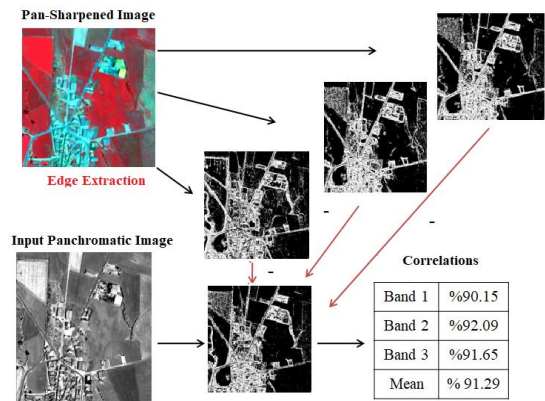 Pan-Sharpened Image
Edge Extraction
Input Panchromatic Image
-
-
-
Correlations
Band 1 %90.15
Band 2 %92.09
Band 3 %91.65
Mean % 91.29